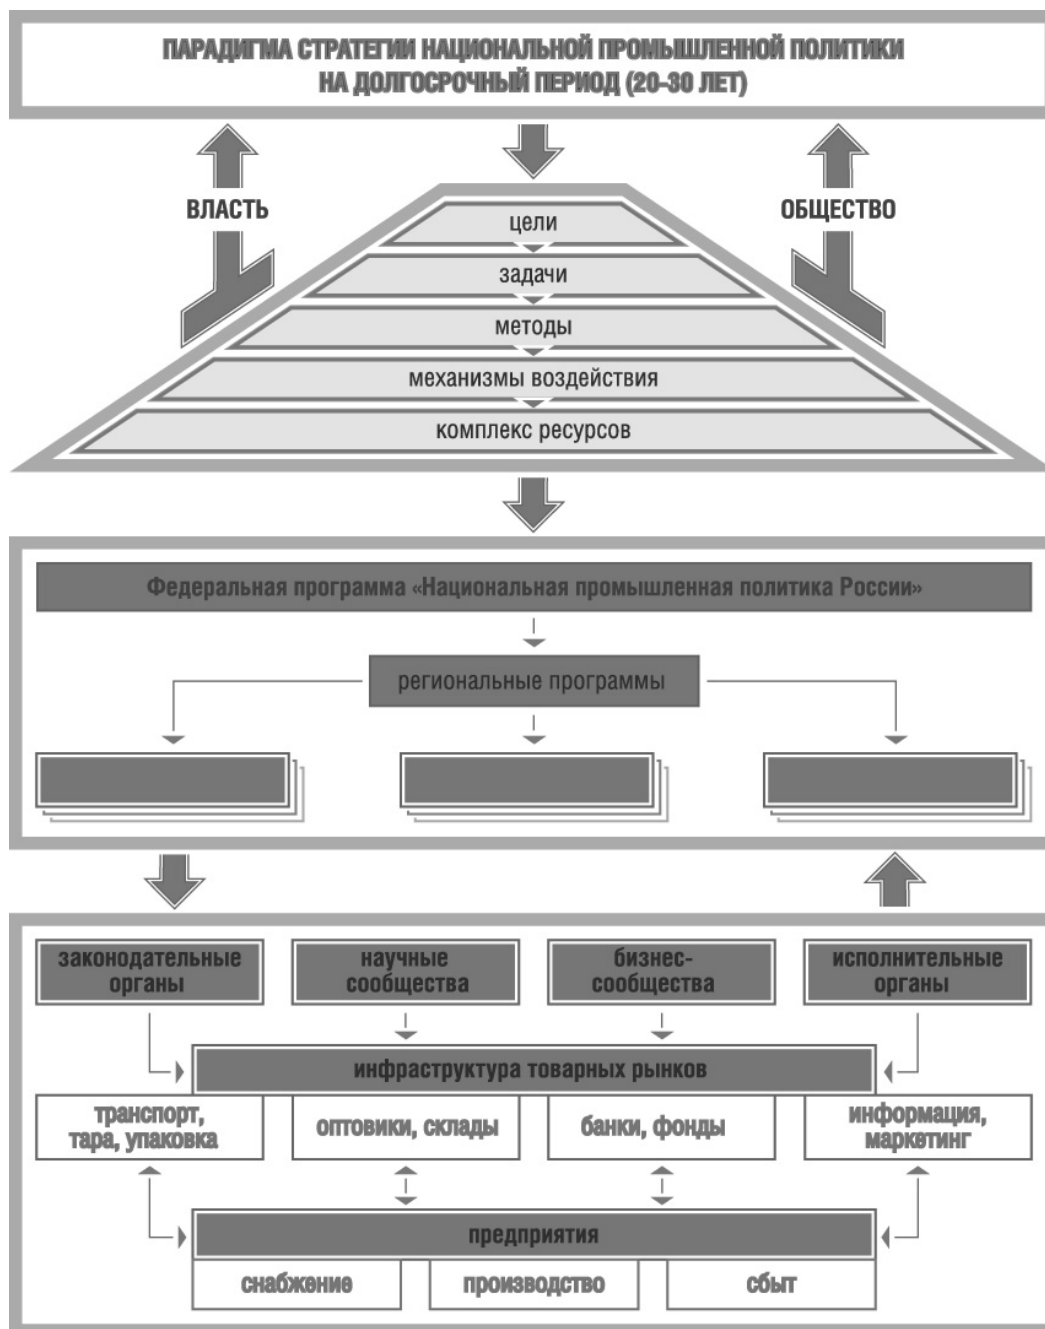 ПАРАДИГМА СТРАТЕГИИ НАЦИОНАЛЬНОЙ ПРОМЫШЛЕННОЙ ПОЛИТИКИ
НА ДОЛГОСРОЧНЫЙ ПЕРИОД (20-30 ЛЕТ)
ВЛАСТЬ
ОБЩЕСТВО
цели
задачи
методы
механизмы воздействия
комплекс ресурсов
Федеральная программа «Национальная промышленная политика России»
региональные программы
законодательные
органы
научные
сообщества
бизнес-
сообщества
исполнительные
органы
инфраструктура товарных рынков
транспорт,
тара, упаковка
оптовики, склады
банки, фонды
информация,
маркетинг
предприятия
снабжение
производство
сбыт